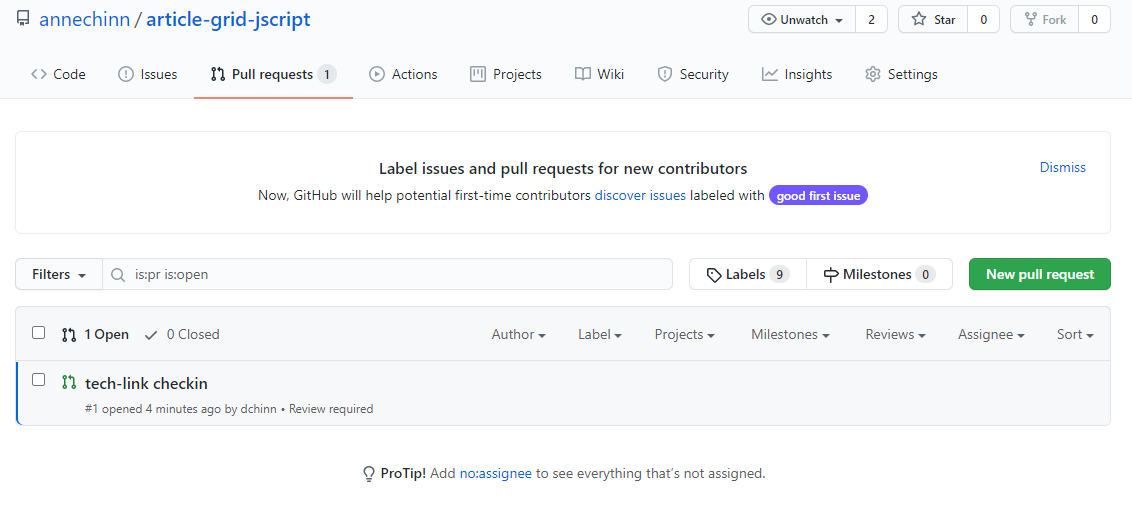 annechinn / article-grid-jscript Unwatch 2 Star 0 Fork 0
Code Issues Pull requests 1 Actions Projects Wiki Security Insights Settings
Label issues and pull requests for new contributors Dismiss
Now, GitHub will help potential first-time contributors discover issues labeled with good first issue
Filters is:pr is:open Labels 9 Milestones 0 New pull request
1 Open 0 Closed Author Label Projects Milestones Reviews Assignee Sort
tech-link checkin
#1 opened 4 minutes ago by dchinn • Review required
ProTip! Add no:assignee to see everything that's not assigned.